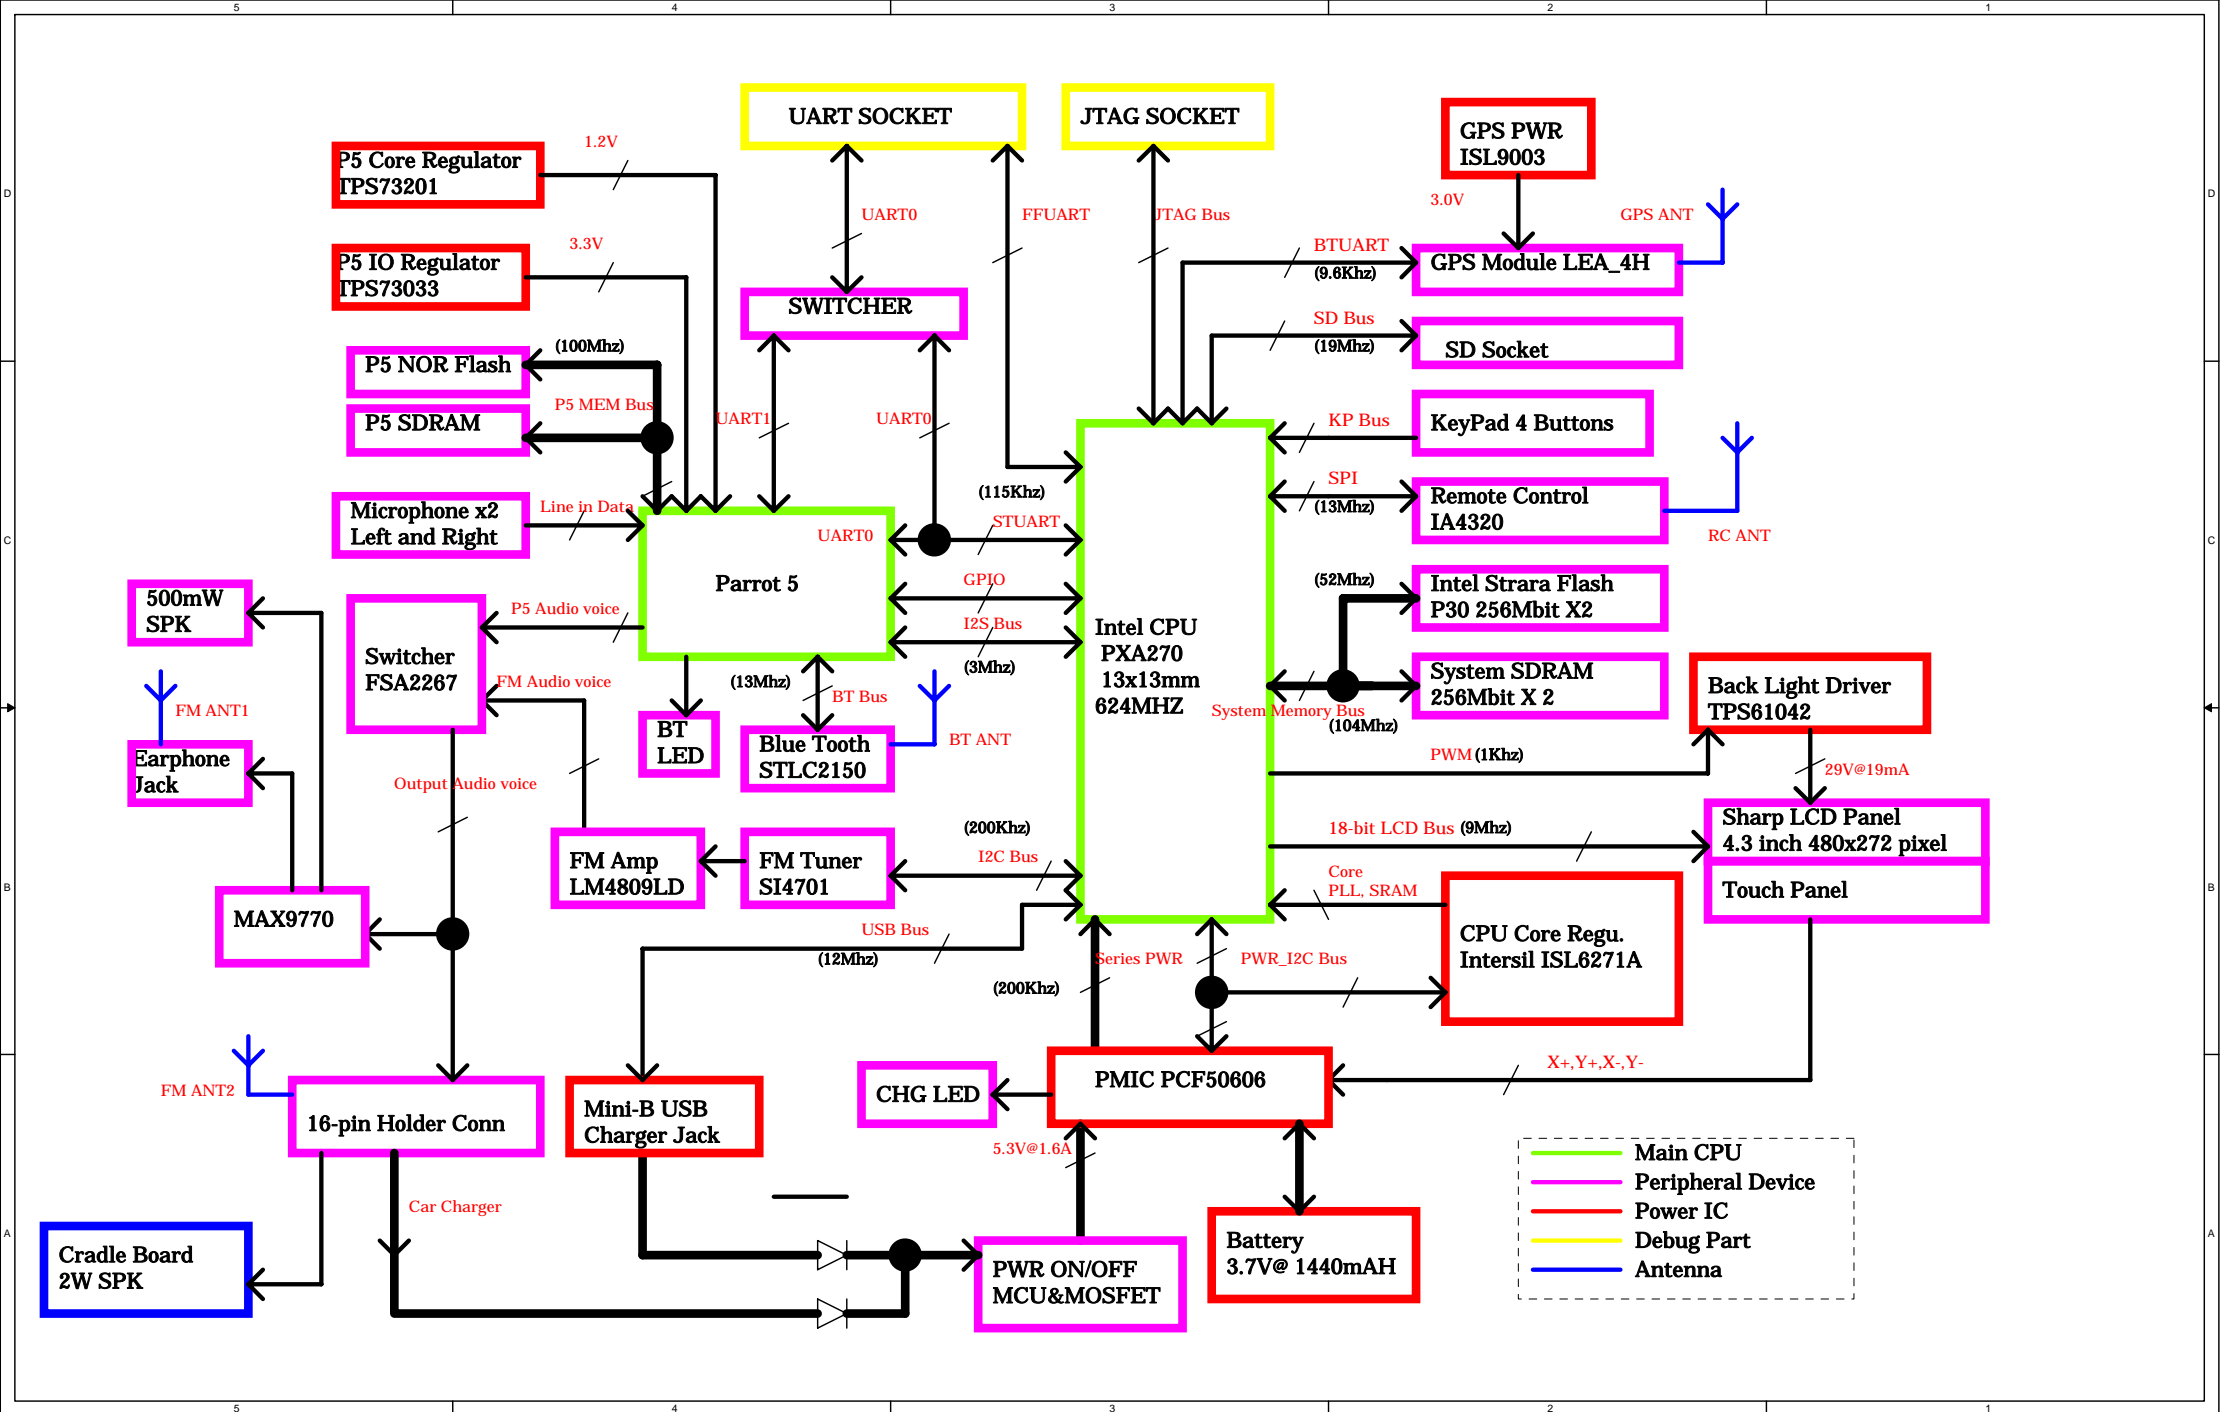 5
4
3
2
1
UART SOCKET
JTAG SOCKET
GPS PWR
ISL9003
P5 Core Regulator
TPS73201
1.2V
D
D
3.0V
GPS ANT
UART0
FFUART
JTAG Bus
P5 IO Regulator
TPS73033
3.3V
BTUART
(9.6Khz)
GPS Module LEA_4H
SWITCHER
SD Bus
(19Mhz)
SD Socket
P5 NOR Flash
(100Mhz)
P5 MEM Bus
P5 SDRAM
UART1
UART0
KP Bus
KeyPad 4 Buttons
Microphone x2
Left and Right
Line in Data
(115Khz)
STUART
UART0
SPI
(13Mhz)
Remote Control
IA4320
RC ANT
C
C
500mW
SPK
Parrot 5
GPIO
(52Mhz)
Intel Strara Flash
P30 256Mbit X2
P5 Audio voice
I2S Bus
(3Mhz)
Intel CPU
PXA270
13x13mm
624MHZ
Switcher
FSA2267
FM Audio voice
(13Mhz)
BT Bus
System SDRAM
256Mbit X 2
System Memory Bus
(104Mhz)
Back Light Driver
TPS61042
FM ANT1
BT
LED
Blue Tooth
STLC2150
BT ANT
Earphone
Jack
Output Audio voice
PWM (1Khz)
29V@19mA
Sharp LCD Panel
4.3 inch 480x272 pixel
18-bit LCD Bus (9Mhz)
(200Khz)
I2C Bus
FM Amp
LM4809LD
FM Tuner
SI4701
Core
PLL, SRAM
Touch Panel
B
B
MAX9770
USB Bus
(12Mhz)
CPU Core Regu.
Intersil ISL6271A
Series PWR
PWR_I2C Bus
(200Khz)
FM ANT2
X+,Y+,X-,Y-
PMIC PCF50606
CHG LED
16-pin Holder Conn
Mini-B USB
Charger Jack
5.3V@1.6A
Main CPU
Peripheral Device
Power IC
Debug Part
Antenna
Car Charger
A
A
Cradle Board
2W SPK
PWR ON/OFF
MCU&MOSFET
Battery
3.7V@ 1440mAH
5
4
3
2
1